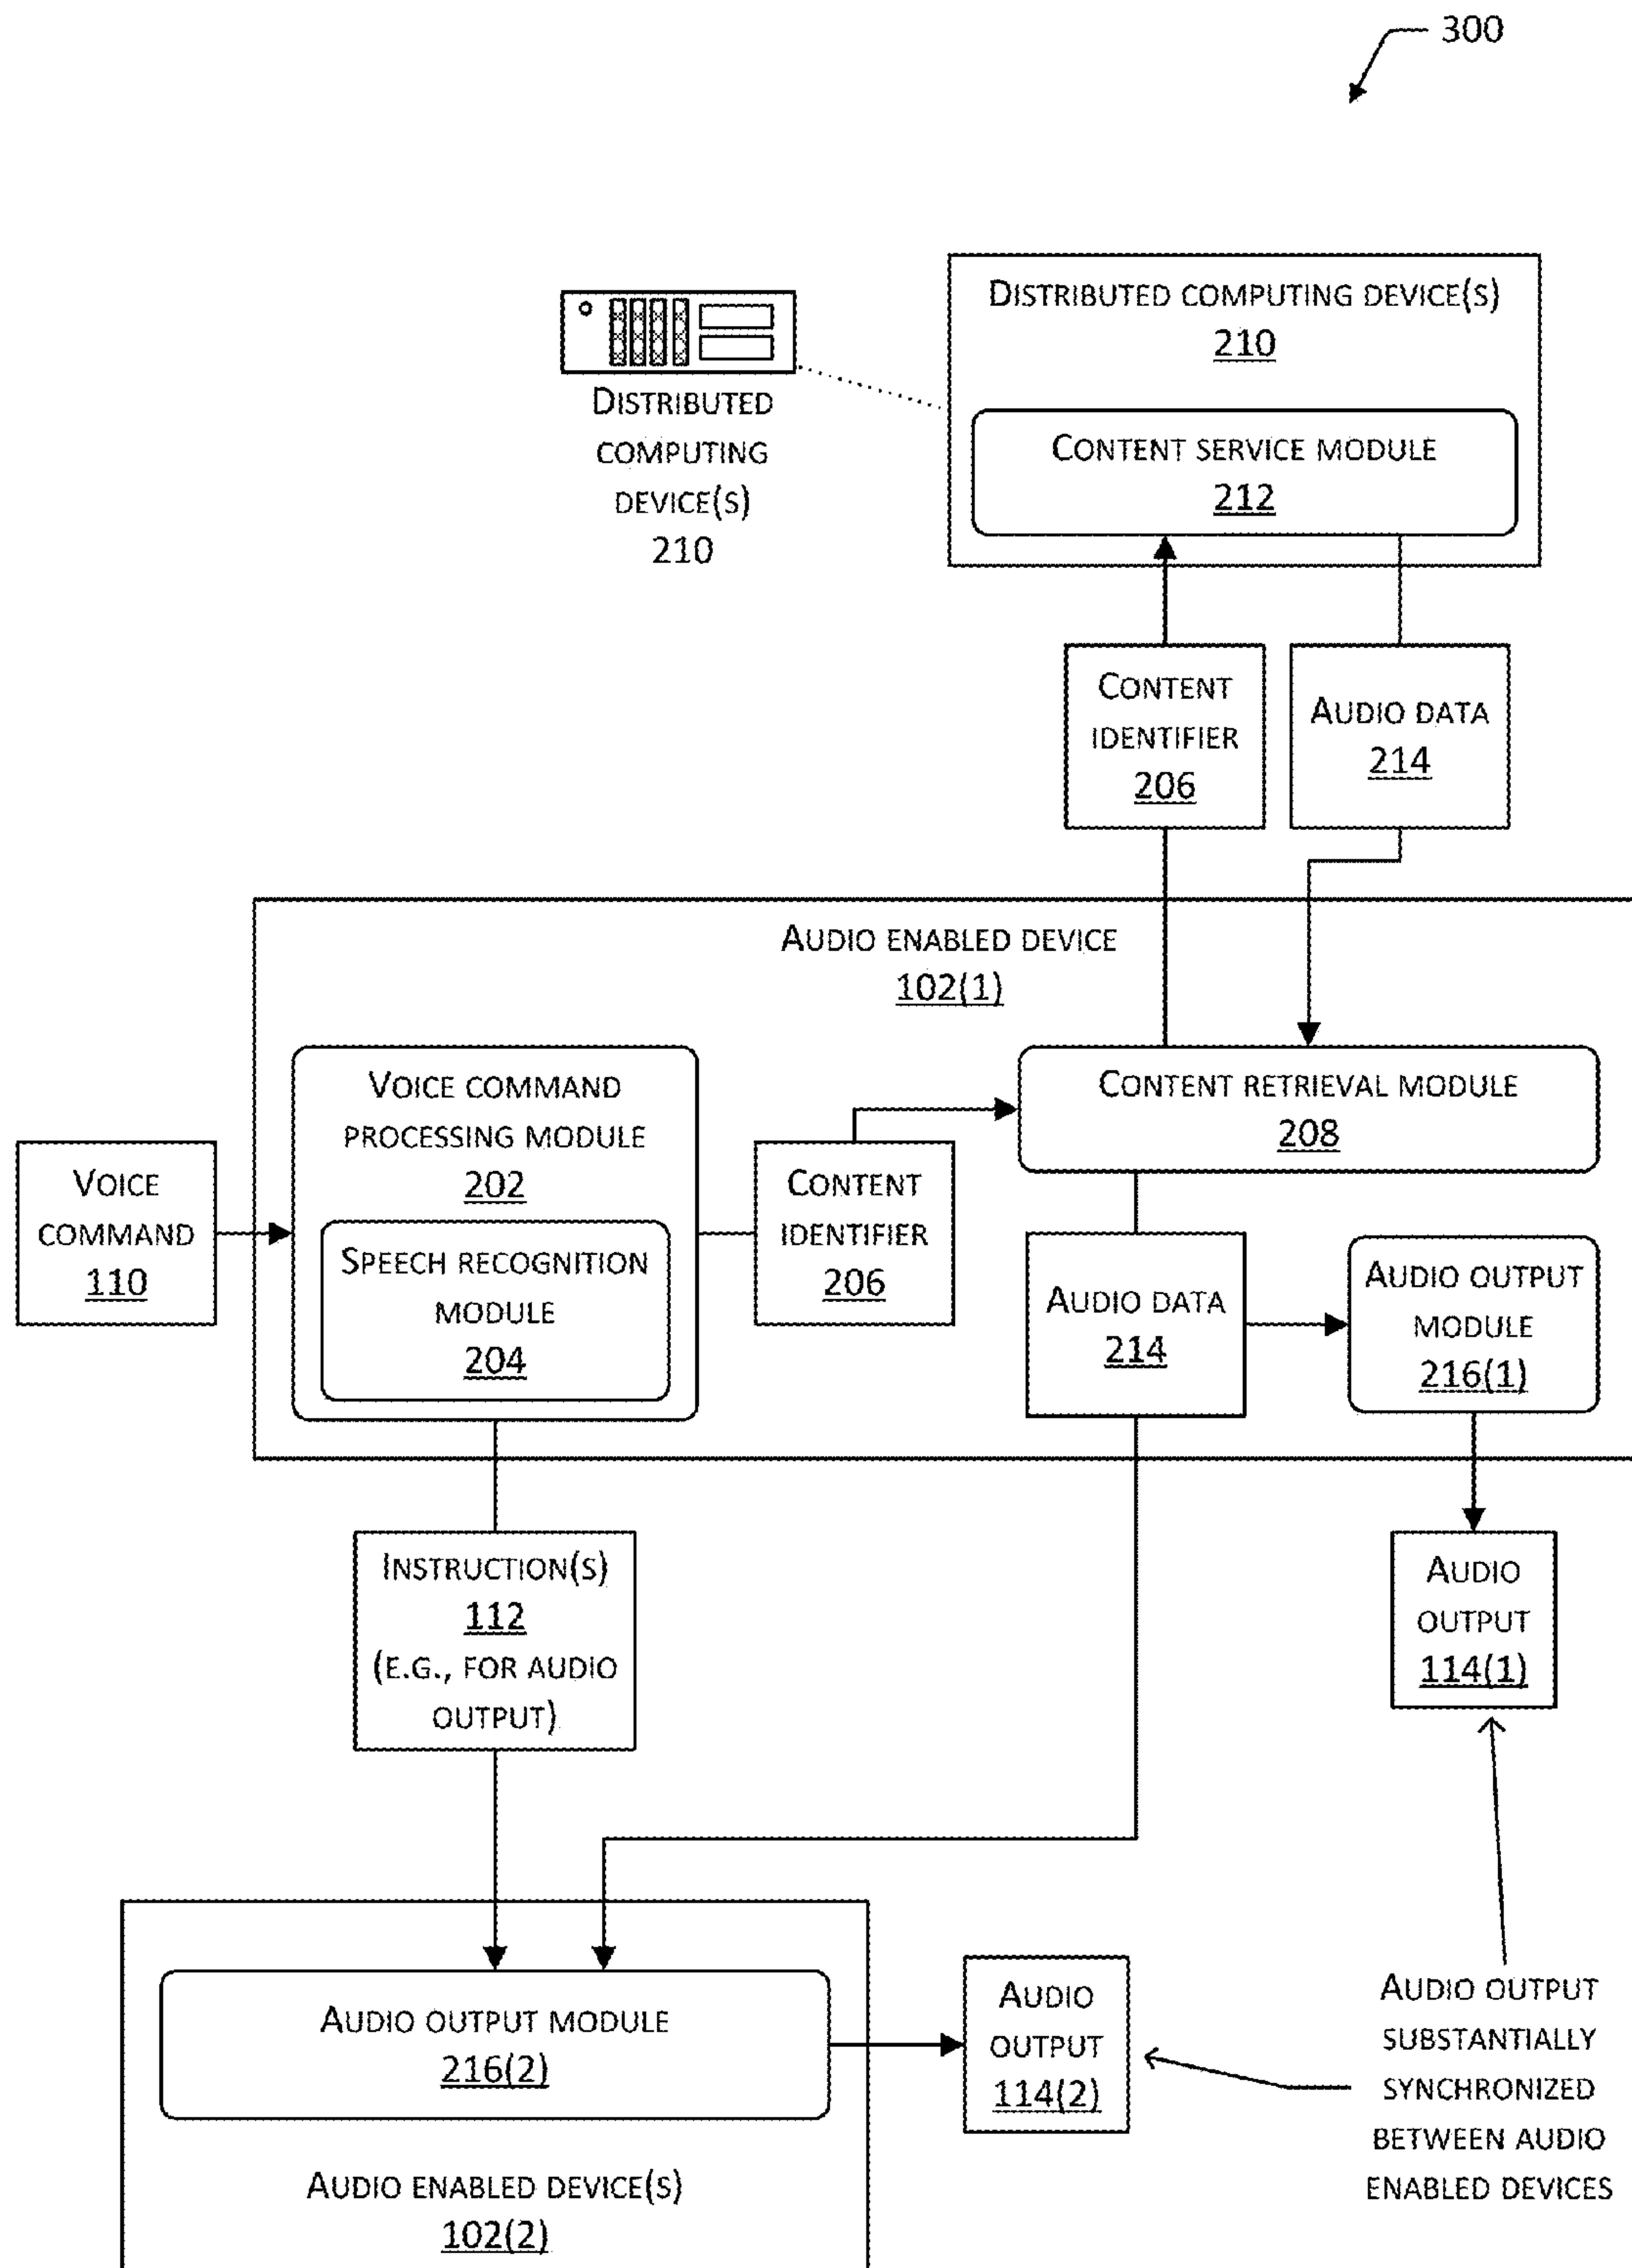 300
DISTRIBUTED COMPUTING DEVICE(S)
210
CONTENT SERVICE MODULE
212
DISTRIBUTED
COMPUTING
DEVICE(S)
210
CONTENT
IDENTIFIER
206
AUDIO DATA
214
AUDIO ENABLED DEVICE
102(1)
VOICE COMMAND
PROCESSING MODULE
202
SPEECH RECOGNITION
MODULE
204
VOICE
COMMAND
110
CONTENT
IDENTIFIER
206
CONTENT RETRIEVAL MODULE
208
AUDIO DATA
214
AUDIO OUTPUT
MODULE
216(1)
INSTRUCTION(S)
112
(E.G., FOR AUDIO
OUTPUT)
AUDIO
OUTPUT
114(1)
AUDIO OUTPUT MODULE
216(2)
AUDIO ENABLED DEVICE(S)
102(2)
AUDIO
OUTPUT
114(2)
AUDIO OUTPUT
SUBSTANTIALLY
SYNCHRONIZED
BETWEEN AUDIO
ENABLED DEVICES